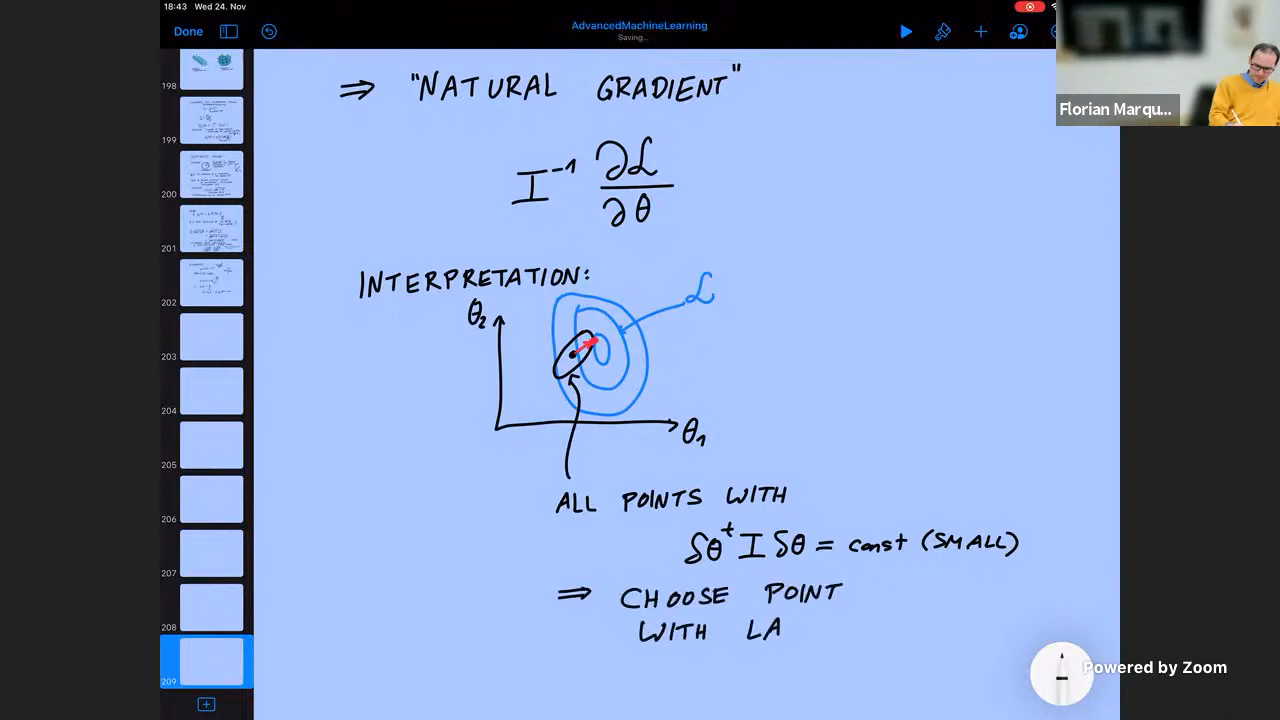 18:43 Wed 24. Nov
Done
AdvancedMachineLearning
Saving...
198
199
200
201
202
203
204
205
206
207
208
209
⇒ "NATURAL GRADIENT"
I⁻¹ ∂ℒ/∂θ
INTERPRETATION:
ℒ
θ₂
θ₁
ALL POINTS WITH
δθᵗ I δθ = const (SMALL)
⇒ CHOOSE POINT
WITH LA
Florian Marqu...
Powered by Zoom